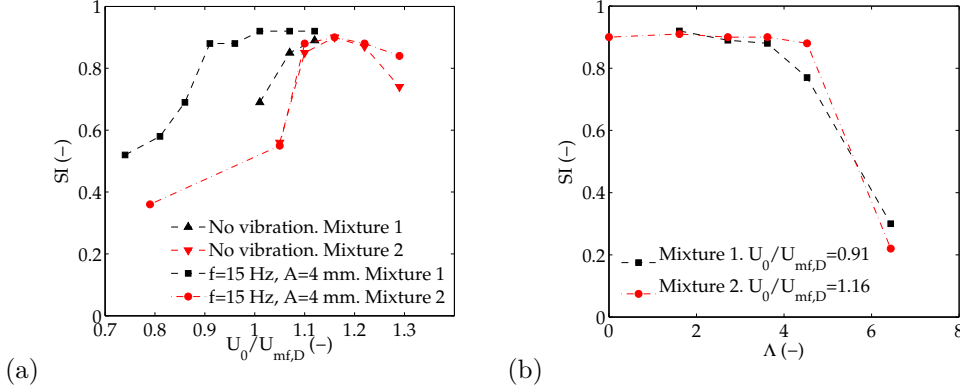 1
0.8
0.6
0.4
0.2
0
SI (−)
0.7 0.8 0.9 1 1.1 1.2 1.3
U0/Umf,D (−)
No vibration. Mixture 1
No vibration. Mixture 2
f=15 Hz, A=4 mm. Mixture 1
f=15 Hz, A=4 mm. Mixture 2
(a)
1
0.8
0.6
0.4
0.2
0
SI (−)
0 2 4 6 8
Λ (−)
Mixture 1. U0/Umf,D=0.91
Mixture 2. U0/Umf,D=1.16
(b)